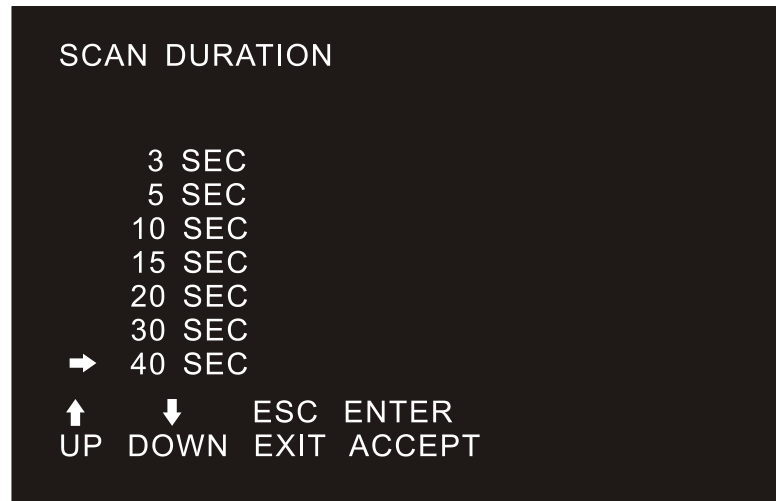 SCAN DURATION
3 SEC
5 SEC
10 SEC
15 SEC
20 SEC
30 SEC
40 SEC
ESC ENTER
UP DOWN EXIT ACCEPT